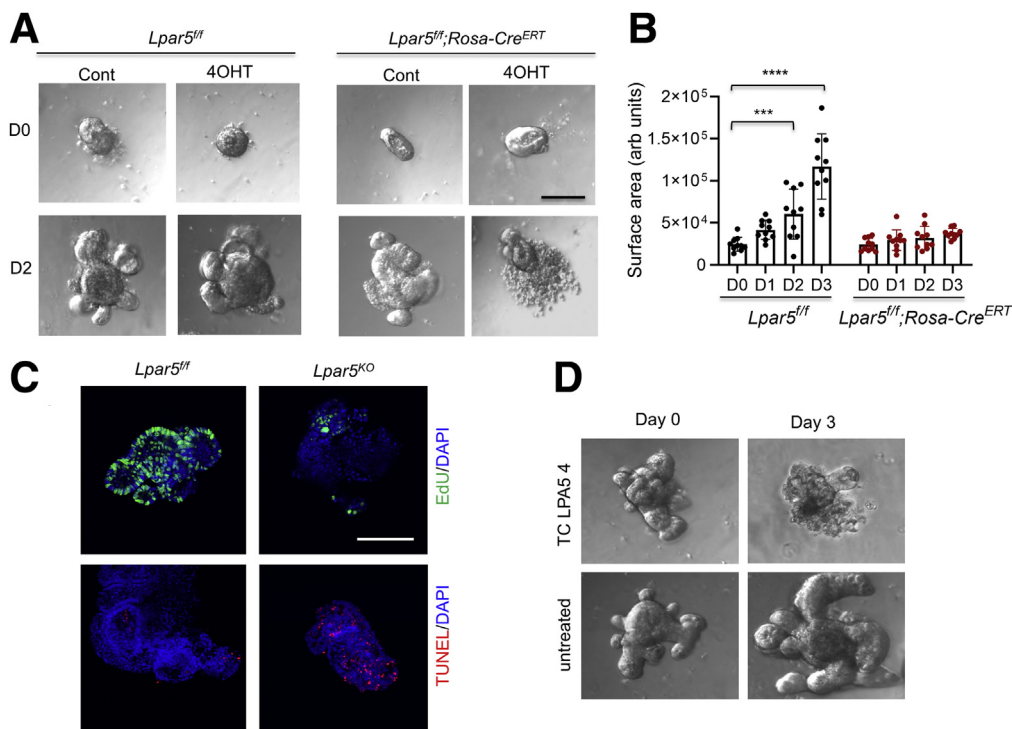 A
Lpar5f/f
Lpar5f/f;Rosa-CreERT
Cont
4OHT
Cont
4OHT
D0
D2
B
Surface area (arb units)
2×10⁵
1.5×10⁵
1×10⁵
5×10⁴
0
****
***
D0 D1 D2 D3 D0 D1 D2 D3
Lpar5f/f
Lpar5f/f;Rosa-CreERT
C
Lpar5f/f
Lpar5KO
EdU/DAPI
TUNEL/DAPI
D
Day 0
Day 3
TC LPA5 4
untreated